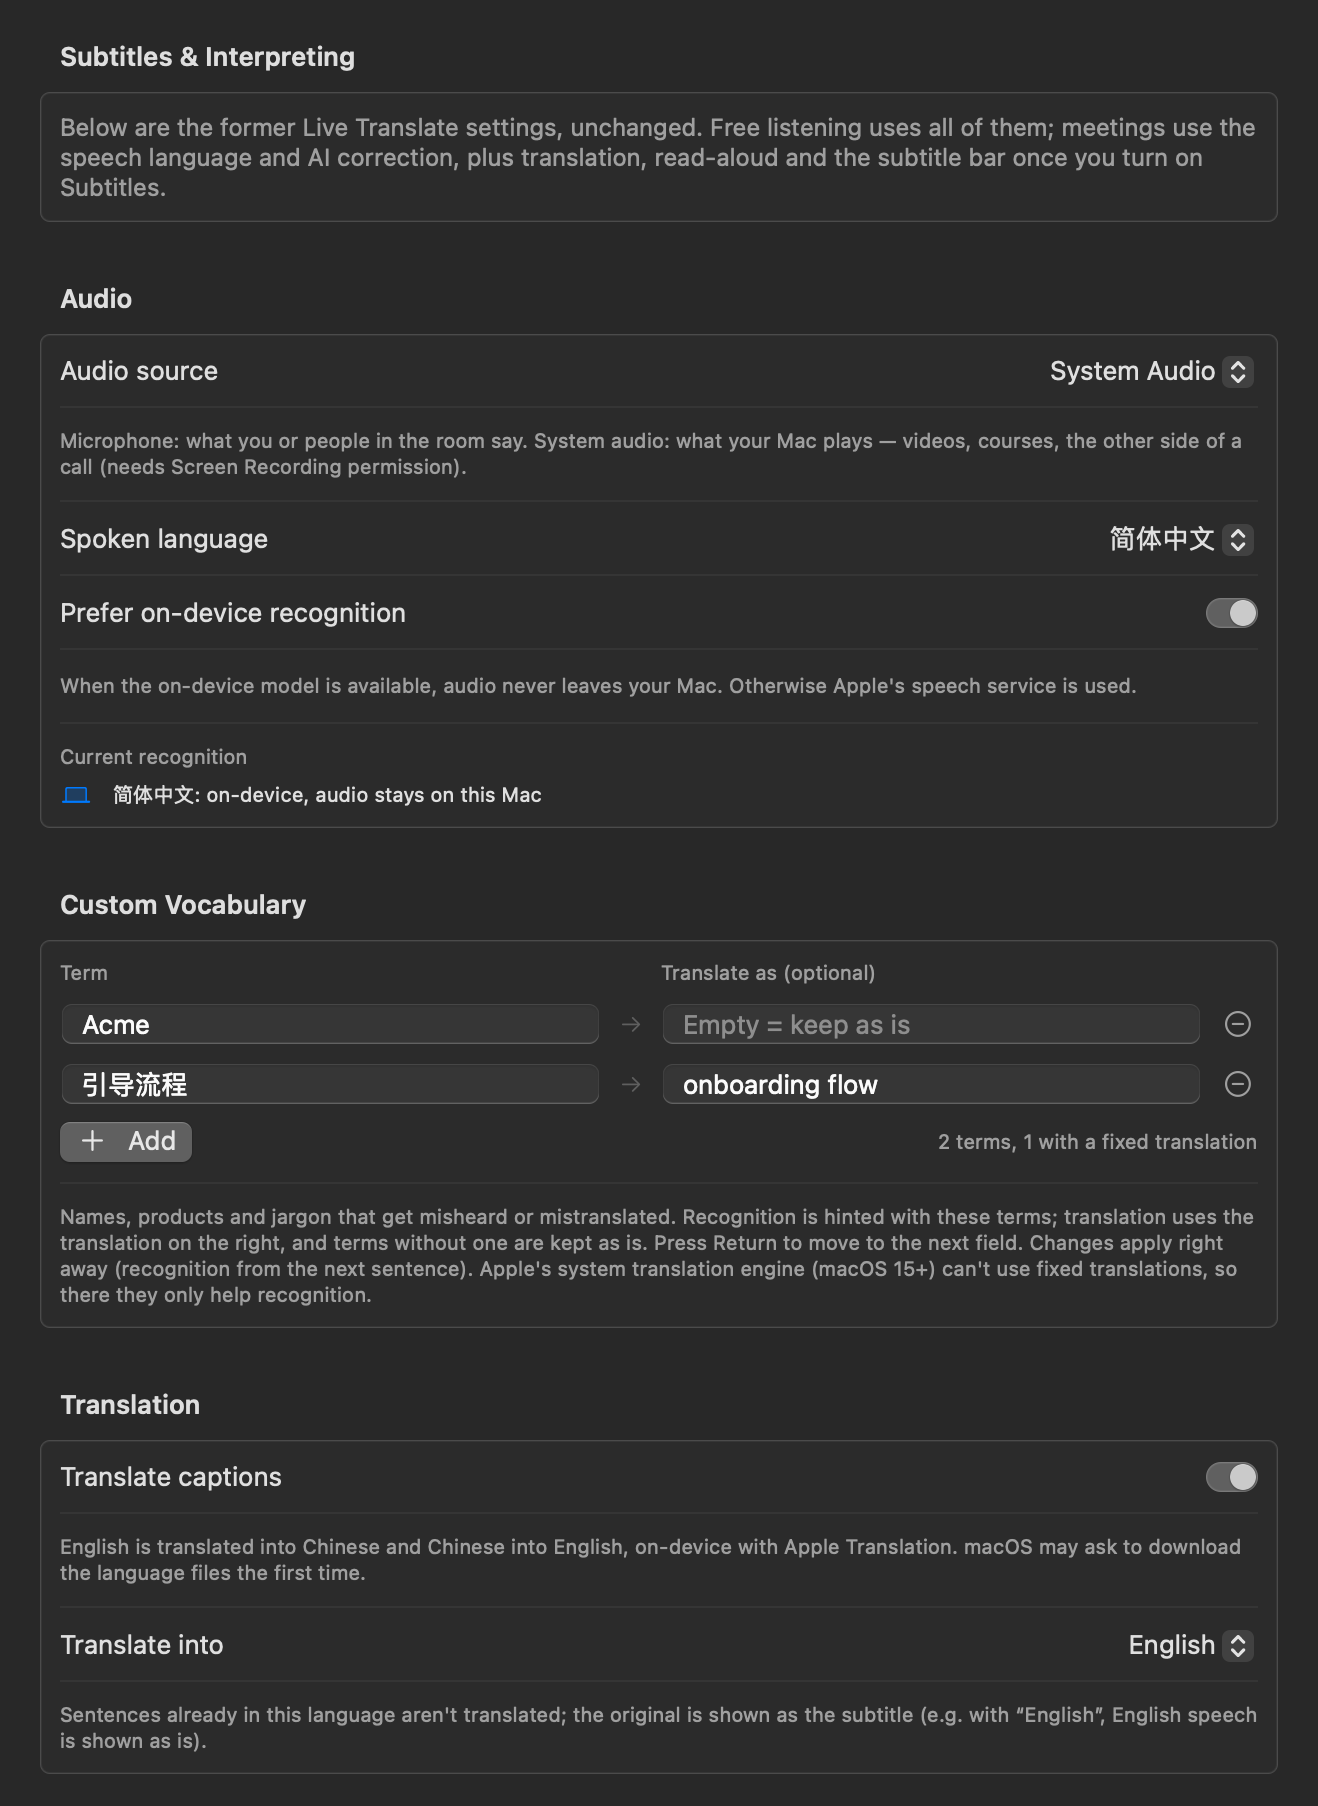 Subtitles & Interpreting
Below are the former Live Translate settings, unchanged. Free listening uses all of them; meetings use the
speech language and AI correction, plus translation, read-aloud and the subtitle bar once you turn on
Subtitles.
Audio
Audio source
System Audio
Microphone: what you or people in the room say. System audio: what your Mac plays — videos, courses, the other side of a
call (needs Screen Recording permission).
Spoken language
简体中文
Prefer on-device recognition
When the on-device model is available, audio never leaves your Mac. Otherwise Apple's speech service is used.
Current recognition
简体中文: on-device, audio stays on this Mac
Custom Vocabulary
Term
Translate as (optional)
Acme
Empty = keep as is
引导流程
onboarding flow
Add
2 terms, 1 with a fixed translation
Names, products and jargon that get misheard or mistranslated. Recognition is hinted with these terms; translation uses the
translation on the right, and terms without one are kept as is. Press Return to move to the next field. Changes apply right
away (recognition from the next sentence). Apple's system translation engine (macOS 15+) can't use fixed translations, so
there they only help recognition.
Translation
Translate captions
English is translated into Chinese and Chinese into English, on-device with Apple Translation. macOS may ask to download
the language files the first time.
Translate into
English
Sentences already in this language aren't translated; the original is shown as the subtitle (e.g. with “English”, English speech
is shown as is).